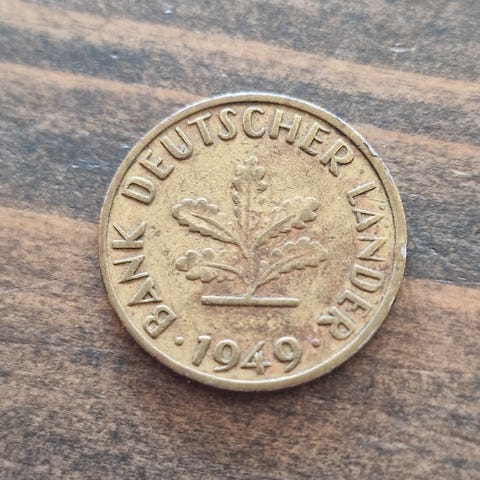 BANK DEUTSCHER LÄNDER
· 1949 ·